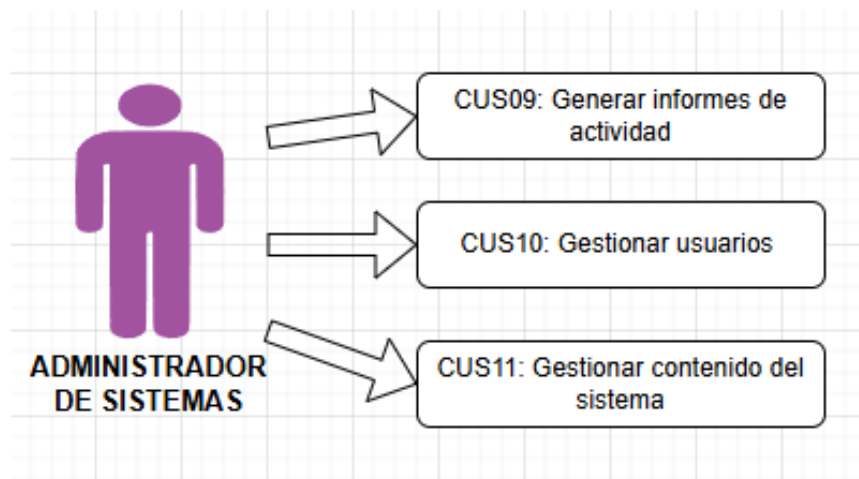 CUS09: Generar informes de
actividad
CUS10: Gestionar usuarios
CUS11: Gestionar contenido del
sistema
ADMINISTRADOR
DE SISTEMAS